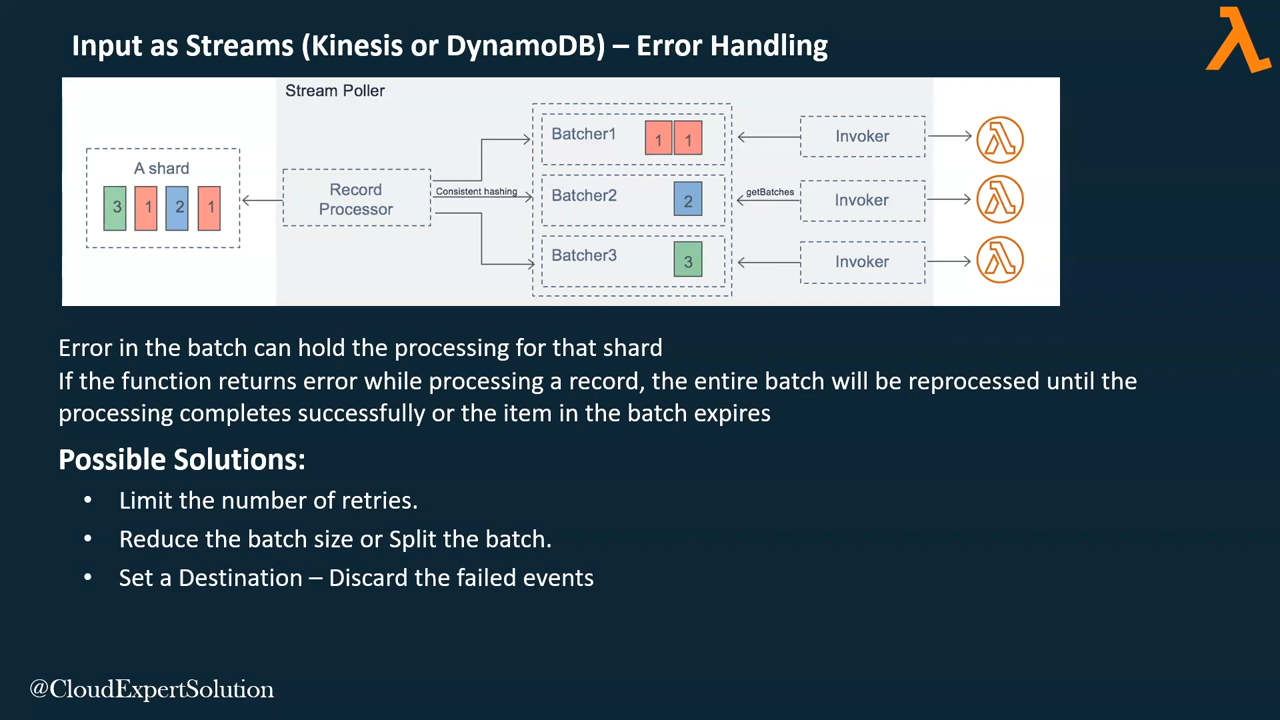 Input as Streams (Kinesis or DynamoDB) – Error Handling
Stream Poller
A shard
3 1 2 1
Record
Processor
Consistent hashing
Batcher1
1 1
Batcher2
2
Batcher3
3
getBatches
Invoker
Invoker
Invoker
Error in the batch can hold the processing for that shard
If the function returns error while processing a record, the entire batch will be reprocessed until the
processing completes successfully or the item in the batch expires
Possible Solutions:
• Limit the number of retries.
• Reduce the batch size or Split the batch.
• Set a Destination – Discard the failed events
@CloudExpertSolution